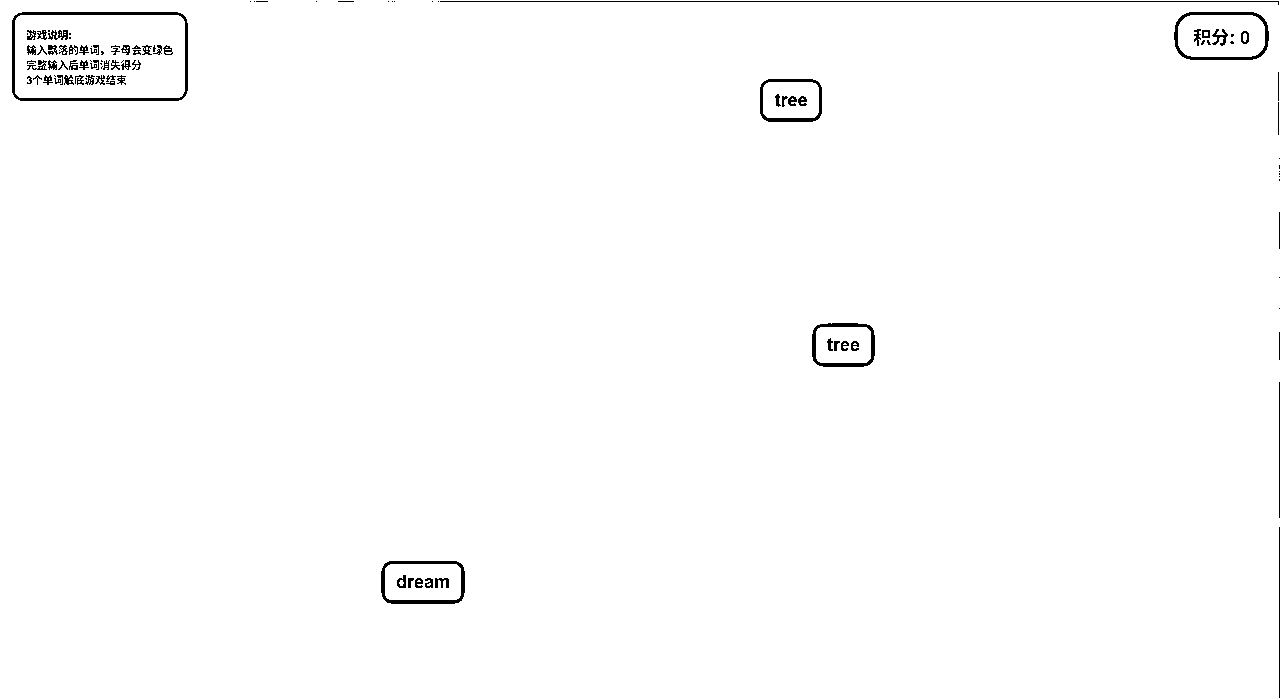 游戏说明:
输入飘落的单词，字母会变绿色
完整输入后单词消失得分
3个单词触底游戏结束
积分: 0
tree
tree
dream